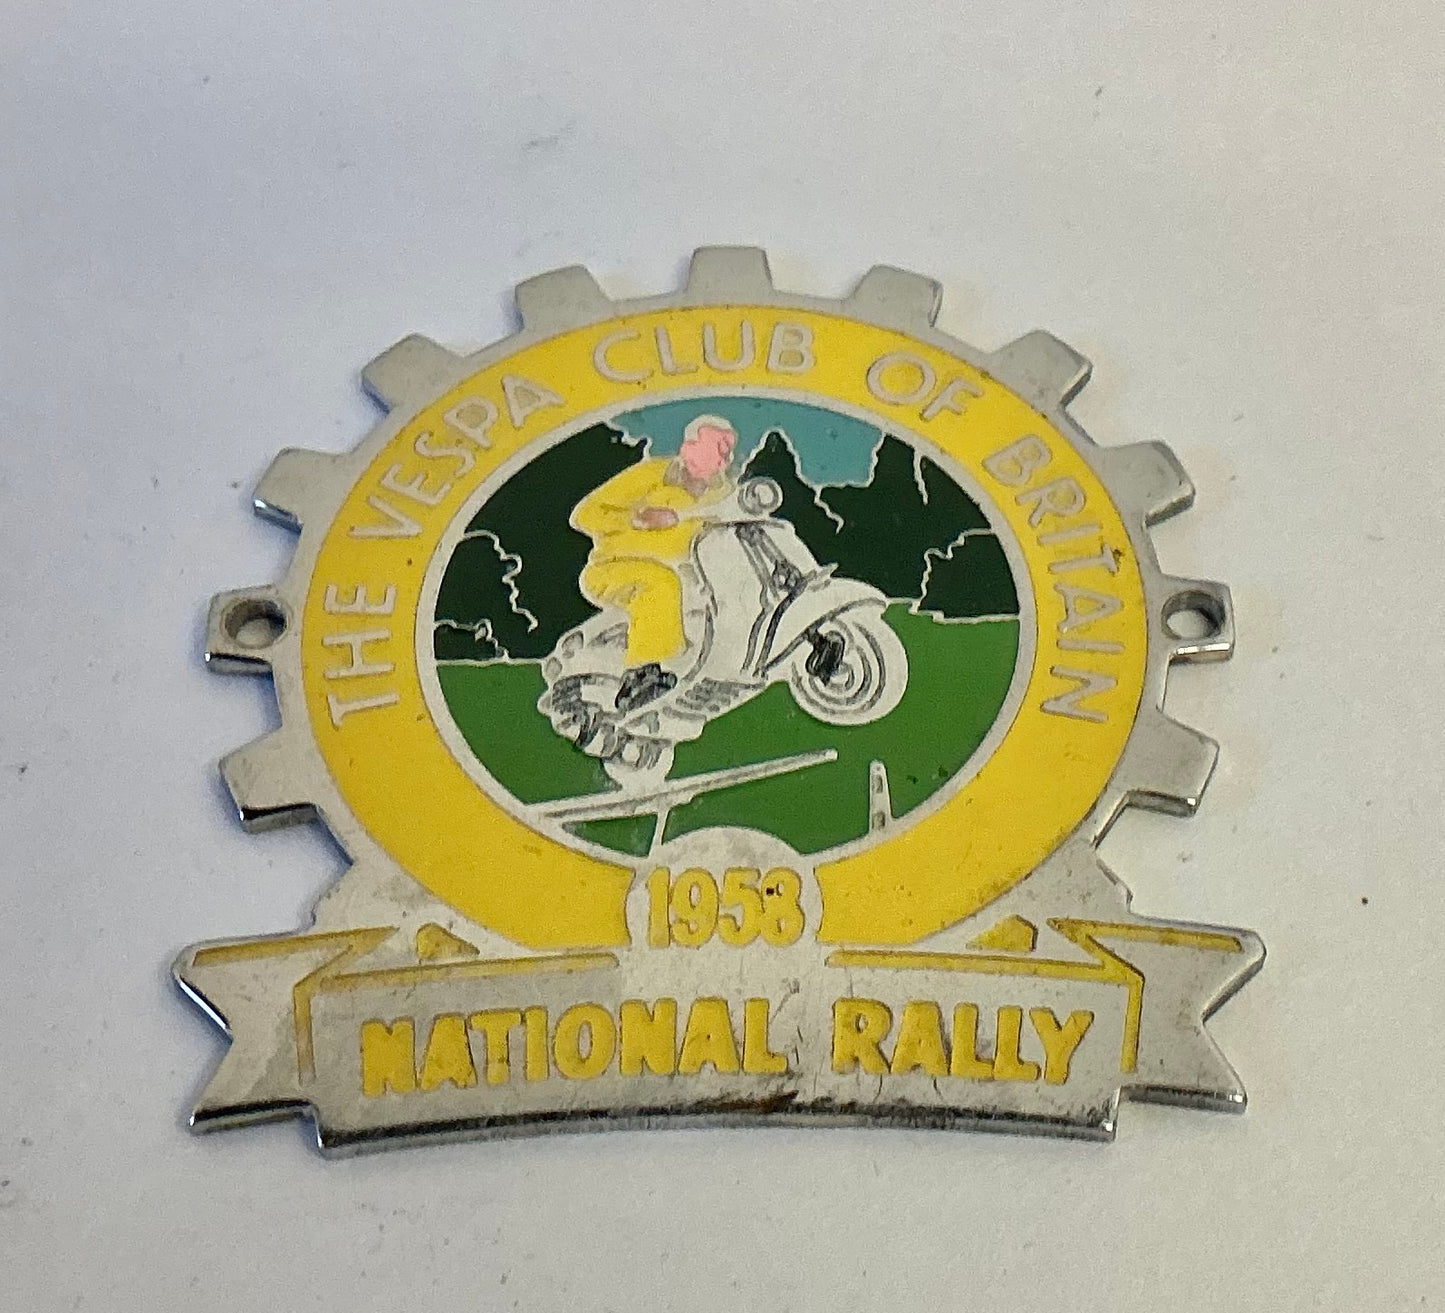 THE VESPA CLUB OF BRITAIN
1958
NATIONAL RALLY